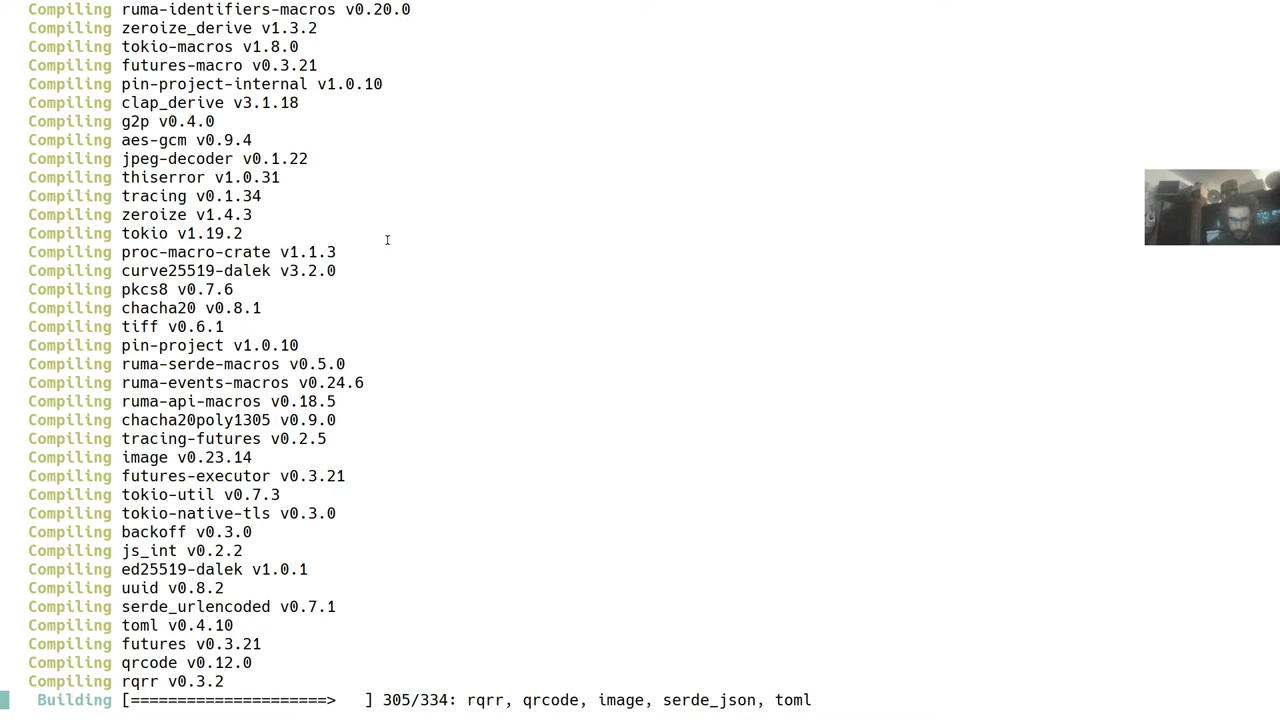 Compiling ruma-identifiers-macros v0.20.0
Compiling zeroize_derive v1.3.2
Compiling tokio-macros v1.8.0
Compiling futures-macro v0.3.21
Compiling pin-project-internal v1.0.10
Compiling clap_derive v3.1.18
Compiling g2p v0.4.0
Compiling aes-gcm v0.9.4
Compiling jpeg-decoder v0.1.22
Compiling thiserror v1.0.31
Compiling tracing v0.1.34
Compiling zeroize v1.4.3
Compiling tokio v1.19.2
Compiling proc-macro-crate v1.1.3
Compiling curve25519-dalek v3.2.0
Compiling pkcs8 v0.7.6
Compiling chacha20 v0.8.1
Compiling tiff v0.6.1
Compiling pin-project v1.0.10
Compiling ruma-serde-macros v0.5.0
Compiling ruma-events-macros v0.24.6
Compiling ruma-api-macros v0.18.5
Compiling chacha20poly1305 v0.9.0
Compiling tracing-futures v0.2.5
Compiling image v0.23.14
Compiling futures-executor v0.3.21
Compiling tokio-util v0.7.3
Compiling tokio-native-tls v0.3.0
Compiling backoff v0.3.0
Compiling js_int v0.2.2
Compiling ed25519-dalek v1.0.1
Compiling uuid v0.8.2
Compiling serde_urlencoded v0.7.1
Compiling toml v0.4.10
Compiling futures v0.3.21
Compiling qrcode v0.12.0
Compiling rqrr v0.3.2
Building [=====================>   ] 305/334: rqrr, qrcode, image, serde_json, toml